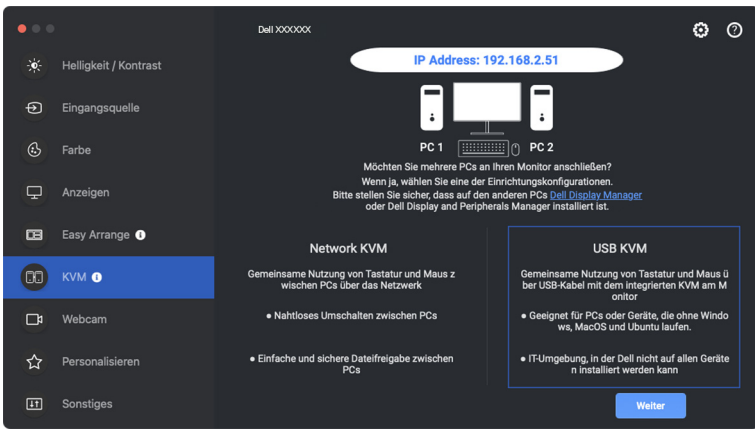 Dell XXXXXX
Helligkeit / Kontrast
Eingangsquelle
Farbe
Anzeigen
Easy Arrange
KVM
Webcam
Personalisieren
Sonstiges
IP Address: 192.168.2.51
PC 1
PC 2
Möchten Sie mehrere PCs an Ihren Monitor anschließen?
Wenn ja, wählen Sie eine der Einrichtungskonfigurationen.
Bitte stellen Sie sicher, dass auf den anderen PCs Dell Display Manager
oder Dell Display and Peripherals Manager installiert ist.
Network KVM
Gemeinsame Nutzung von Tastatur und Maus z
wischen PCs über das Netzwerk
● Nahtloses Umschalten zwischen PCs
● Einfache und sichere Dateifreigabe zwischen
PCs
USB KVM
Gemeinsame Nutzung von Tastatur und Maus ü
ber USB-Kabel mit dem integrierten KVM am M
onitor
● Geeignet für PCs oder Geräte, die ohne Windo
ws, MacOS und Ubuntu laufen.
● IT-Umgebung, in der Dell nicht auf allen Geräte
n installiert werden kann
Weiter